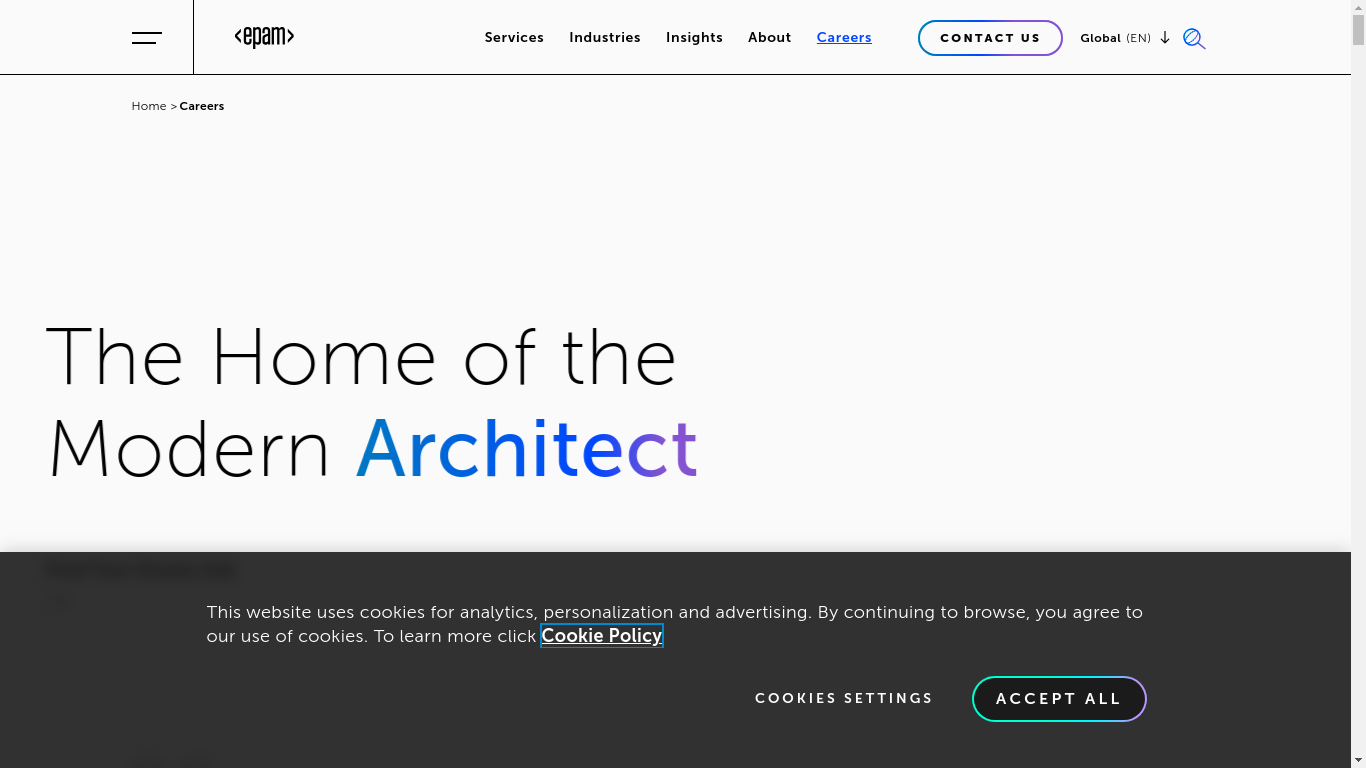 <epam>
Services Industries Insights About Careers
CONTACT US
Global (EN)
Home > Careers
The Home of the
Modern Architect
This website uses cookies for analytics, personalization and advertising. By continuing to browse, you agree to
our use of cookies. To learn more click Cookie Policy
COOKIES SETTINGS
ACCEPT ALL